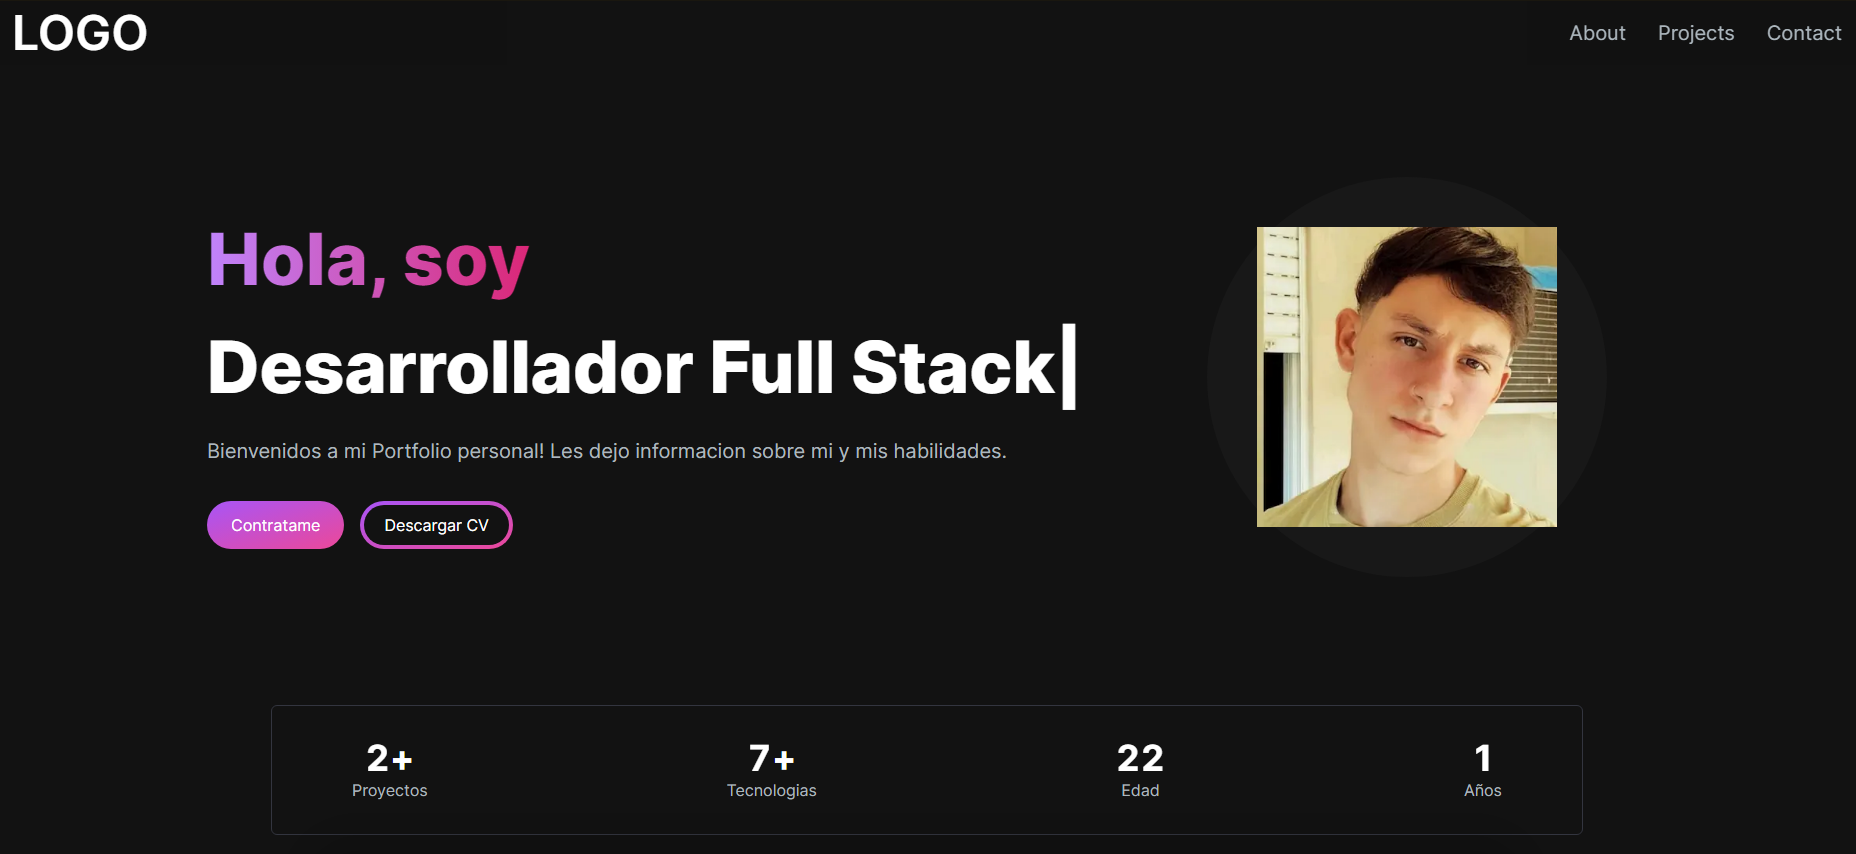 LOGO
About Projects Contact
Hola, soy
Desarrollador Full Stack|
Bienvenidos a mi Portfolio personal! Les dejo informacion sobre mi y mis habilidades.
Contratame Descargar CV
2+ 7+ 22 1
Proyectos Tecnologias Edad Años